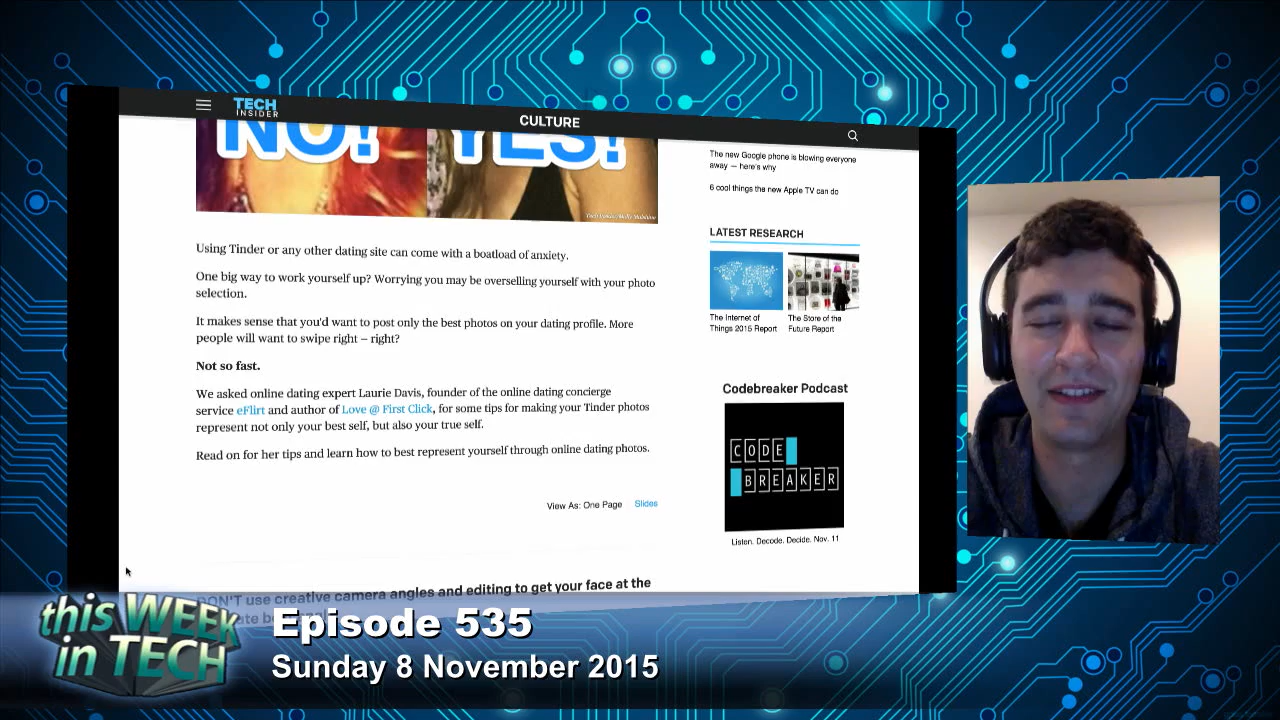 TECH
INSIDER
CULTURE
NO! YES!
Using Tinder or any other dating site can come with a boatload of anxiety.
One big way to work yourself up? Worrying you may be overselling yourself with your photo
selection.
It makes sense that you'd want to post only the best photos on your dating profile. More
people will want to swipe right – right?
Not so fast.
We asked online dating expert Laurie Davis, founder of the online dating concierge
service eFlirt and author of Love @ First Click, for some tips for making your Tinder photos
represent not only your best self, but also your true self.
Read on for her tips and learn how to best represent yourself through online dating photos.
View As: One Page Slides
DON'T use creative camera angles and editing to get your face at the
The new Google phone is blowing everyone
away — here's why
6 cool things the new Apple TV can do
LATEST RESEARCH
The Internet of
Things 2015 Report
The Store of the
Future Report
Codebreaker Podcast
CODE
BREAKER
Listen. Decode. Decide. Nov. 11
this WEEK
in TECH
Episode 535
Sunday 8 November 2015